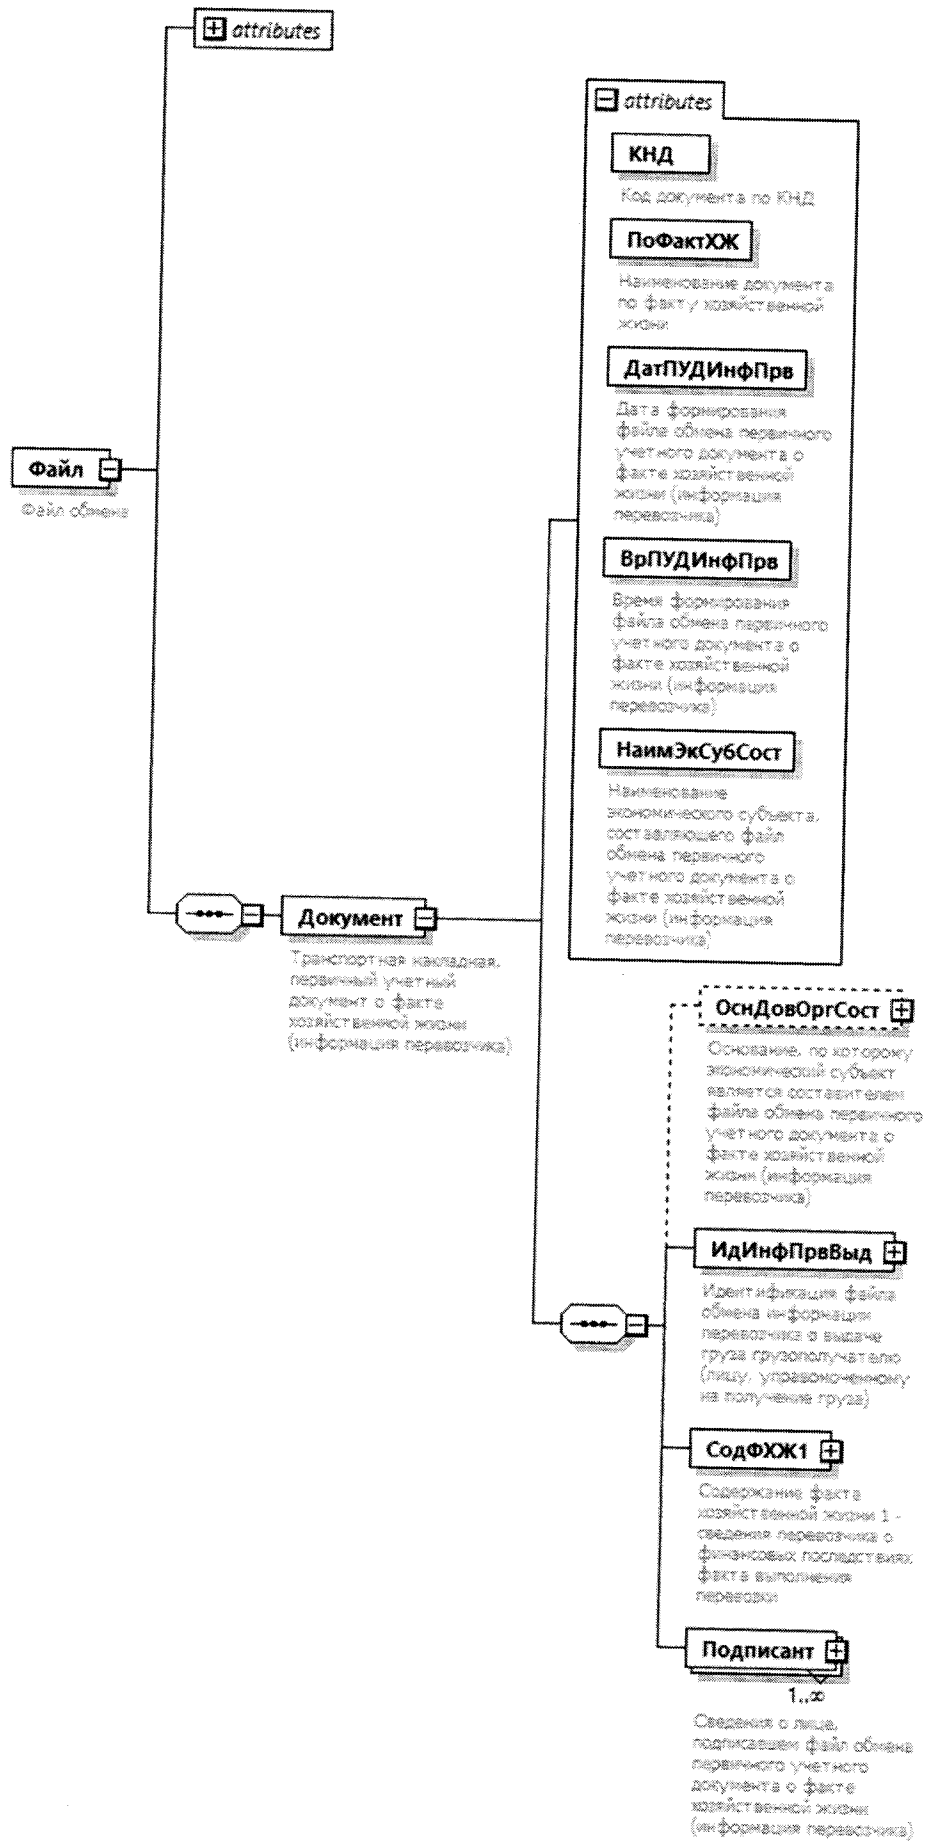 attributes
attributes
КНД
Код документа по КНД
ПоФактХЖ
Наименование документа
по факту хозяйственной
жизни
ДатПУДИнфПрв
Дата формирования
файла обмена первичного
учетного документа о
факте хозяйственной
жизни (информация
перевозчика)
Файл
Файл обмена
ВрПУДИнфПрв
Время формирования
файла обмена первичного
учетного документа о
факте хозяйственной
жизни (информация
перевозчика)
НаимЭкСубСост
Наименование
экономического субъекта,
составляющего файл
обмена первичного
учетного документа о
факте хозяйственной
жизни (информация
перевозчика)
Документ
Транспортная накладная,
первичный учетный
документ о факте
хозяйственной жизни
(информация перевозчика)
ОснДовОргСост
Основание, по которому
экономический субъект
является составителем
файла обмена первичного
учетного документа о
факте хозяйственной
жизни (информация
перевозчика)
ИдИнфПрвВыд
Идентификация файла
обмена информации
перевозчика о выдаче
груза грузополучателю
(лицу, управомоченному
на получение груза)
СодФХЖ1
Содержание факта
хозяйственной жизни 1 -
сведения перевозчика о
финансовых последствиях
факта выполнения
перевозки
Подписант
1..∞
Сведения о лице,
подписавшем файл обмена
первичного учетного
документа о факте
хозяйственной жизни
(информация перевозчика)